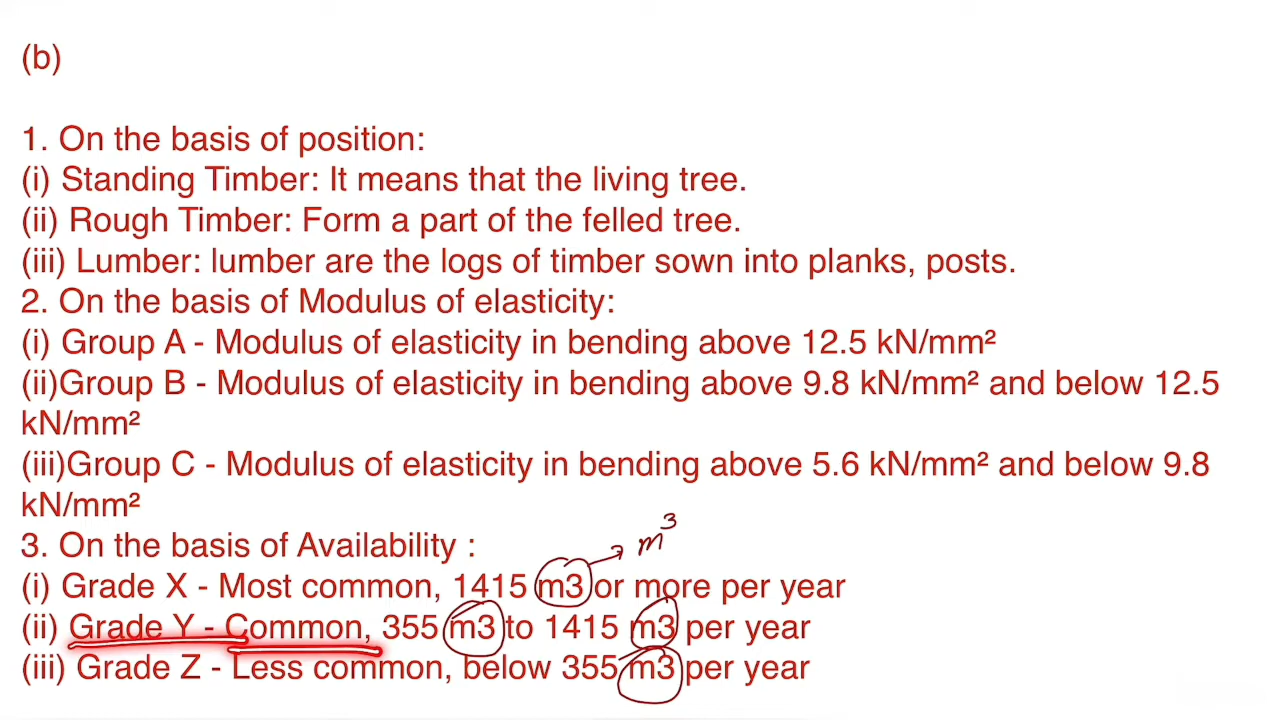 (b)
1. On the basis of position:
(i) Standing Timber: It means that the living tree.
(ii) Rough Timber: Form a part of the felled tree.
(iii) Lumber: lumber are the logs of timber sown into planks, posts.
2. On the basis of Modulus of elasticity:
(i) Group A - Modulus of elasticity in bending above 12.5 kN/mm²
(ii)Group B - Modulus of elasticity in bending above 9.8 kN/mm² and below 12.5
kN/mm²
(iii)Group C - Modulus of elasticity in bending above 5.6 kN/mm² and below 9.8
kN/mm²
m³
3. On the basis of Availability :
(i) Grade X - Most common, 1415 m3 or more per year
(ii) Grade Y - Common, 355 m3 to 1415 m3 per year
(iii) Grade Z - Less common, below 355 m3 per year